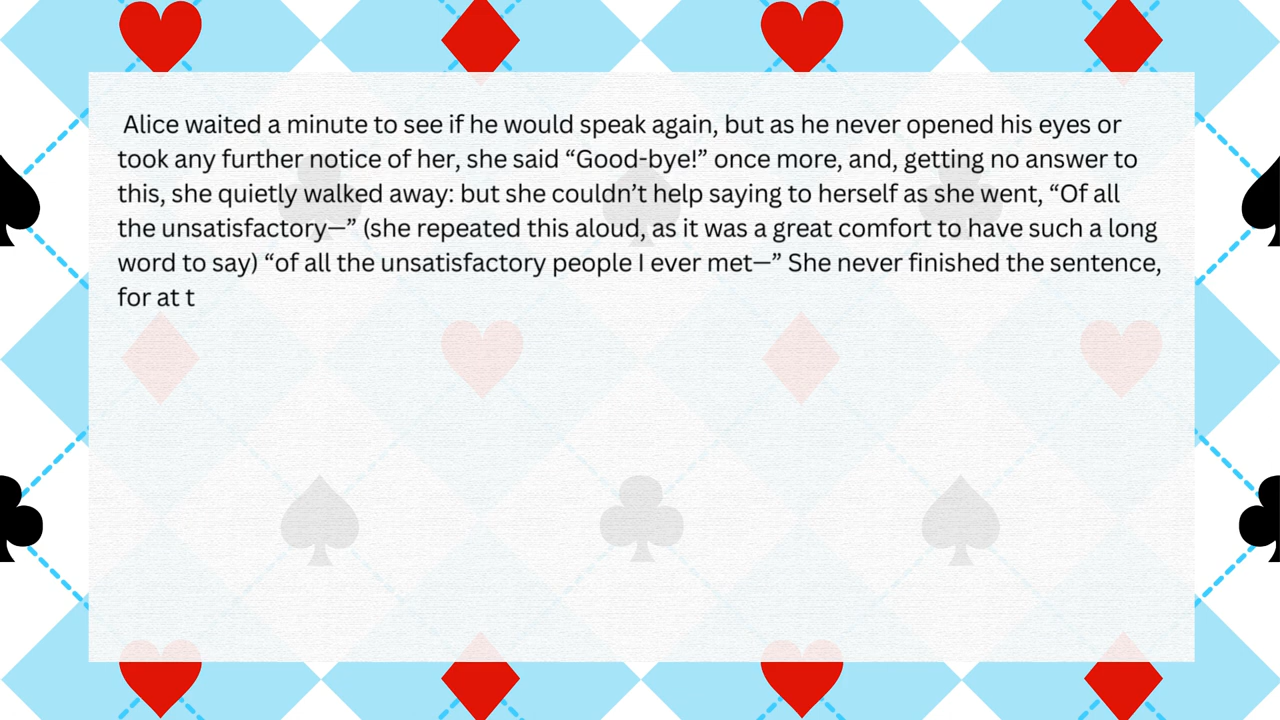 Alice waited a minute to see if he would speak again, but as he never opened his eyes or
took any further notice of her, she said “Good-bye!” once more, and, getting no answer to
this, she quietly walked away: but she couldn’t help saying to herself as she went, “Of all
the unsatisfactory—” (she repeated this aloud, as it was a great comfort to have such a long
word to say) “of all the unsatisfactory people I ever met—” She never finished the sentence,
for at t